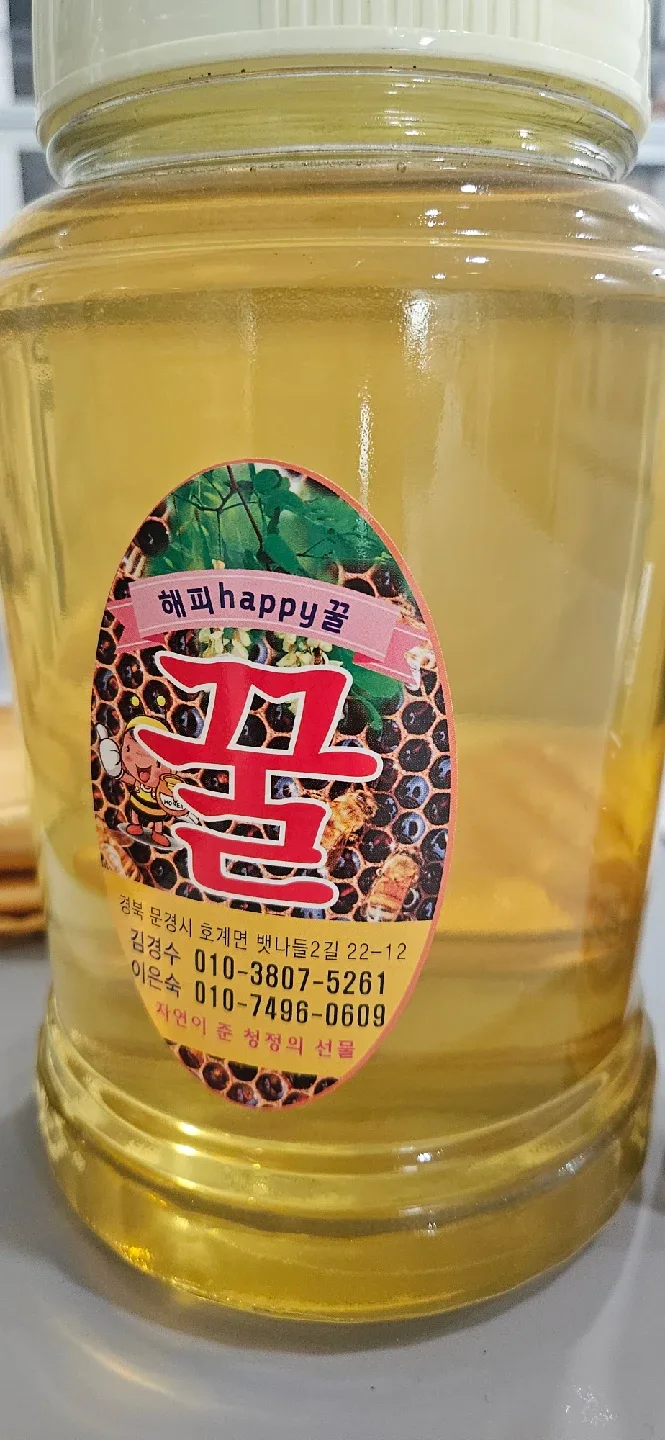 해피happy꿀
꿀
HONEY
경북 문경시 호계면 뱃나들2길 22-12
김경수 010-3807-5261
이은숙 010-7496-0609
자연이 준 청정의 선물